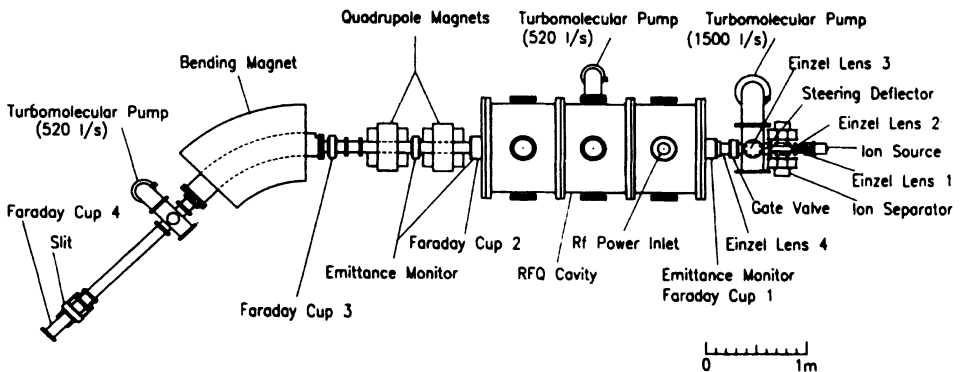 Quadrupole Magnets
Turbomolecular Pump
(520 l/s)
Turbomolecular Pump
(1500 l/s)
Einzel Lens 3
Bending Magnet
Steering Deflector
Turbomolecular Pump
(520 l/s)
Einzel Lens 2
Ion Source
Einzel Lens 1
Faraday Cup 4
Slit
Gate Valve
Ion Separator
Faraday Cup 2
Rf Power Inlet
Einzel Lens 4
Emittance Monitor
RFQ Cavity
Emittance Monitor
Faraday Cup 1
Faraday Cup 3
0
1m